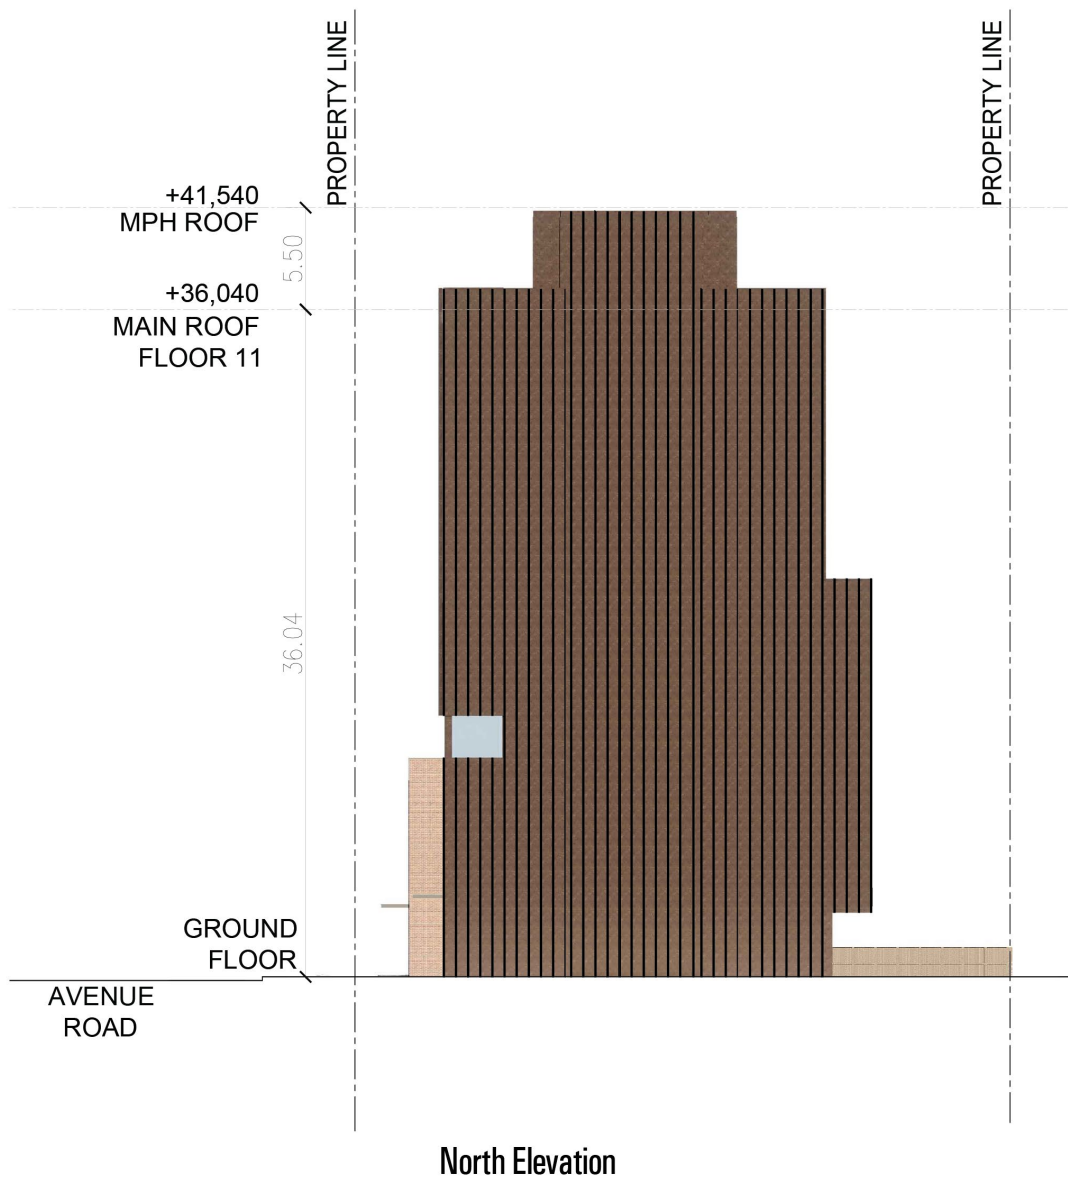 PROPERTY LINE
PROPERTY LINE
+41,540
MPH ROOF
5.50
+36,040
MAIN ROOF
FLOOR 11
36.04
GROUND
FLOOR
AVENUE
ROAD
North Elevation